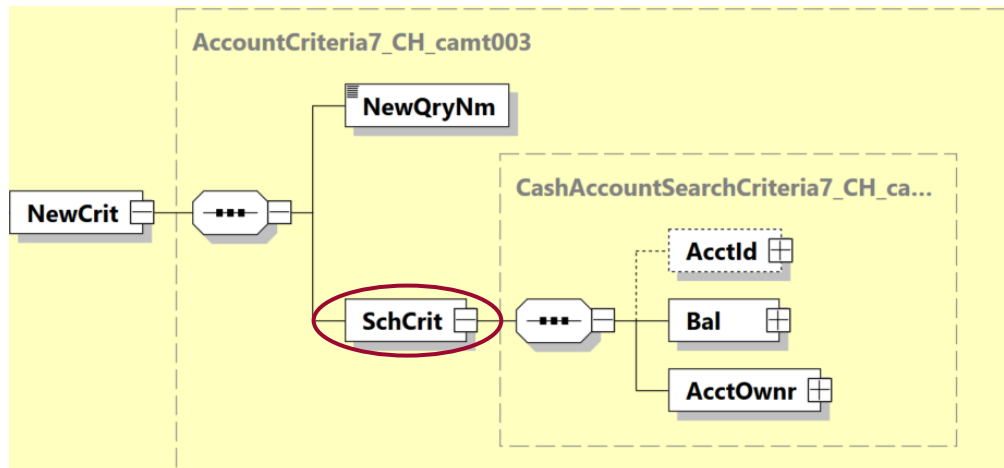 AccountCriteria7_CH_camt003
NewQryNm
CashAccountSearchCriteria7_CH_ca...
NewCrit
AcctId
SchCrit
Bal
AcctOwnr